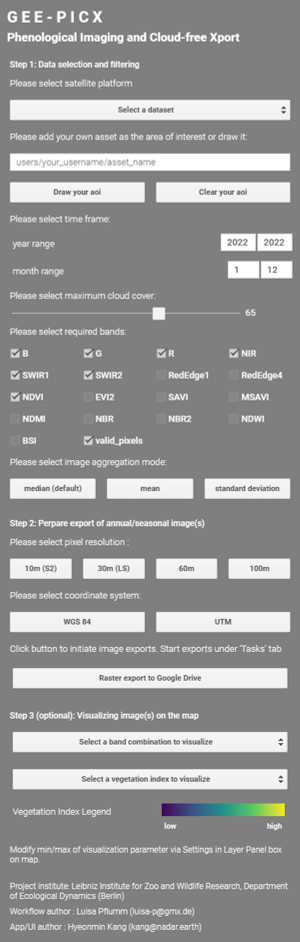 GEE-PICX
Phenological Imaging and Cloud-free Xport
Step 1: Data selection and filtering
Please select satellite platform
Select a dataset
Please add your own asset as the area of interest or draw it:
users/your_username/asset_name
Draw your aoi Clear your aoi
Please select time frame:
year range 2022 2022
month range 1 12
Please select maximum cloud cover:
65
Please select required bands:
B G R NIR
SWIR1 SWIR2 RedEdge1 RedEdge4
NDVI EVI2 SAVI MSAVI
NDMI NBR NBR2 NDWI
BSI valid_pixels
Please select image aggregation mode:
median (default) mean standard deviation
Step 2: Perpare export of annual/seasonal image(s)
Please select pixel resolution :
10m (S2) 30m (LS) 60m 100m
Please select coordinate system:
WGS 84 UTM
Click button to initiate image exports. Start exports under 'Tasks' tab
Raster export to Google Drive
Step 3 (optional): Visualizing image(s) on the map
Select a band combination to visualize
Select a vegetation index to visualize
Vegetation Index Legend
low high
Modify min/max of visualization parameter via Settings in Layer Panel box
on map.
Project institute: Leibniz Institute for Zoo and Wildlife Research, Department
of Ecological Dynamics (Berlin)
Workflow author : Luisa Pflumm (luisa-p@gmx.de)
App/UI author : Hyeonmin Kang (kang@nadar.earth)